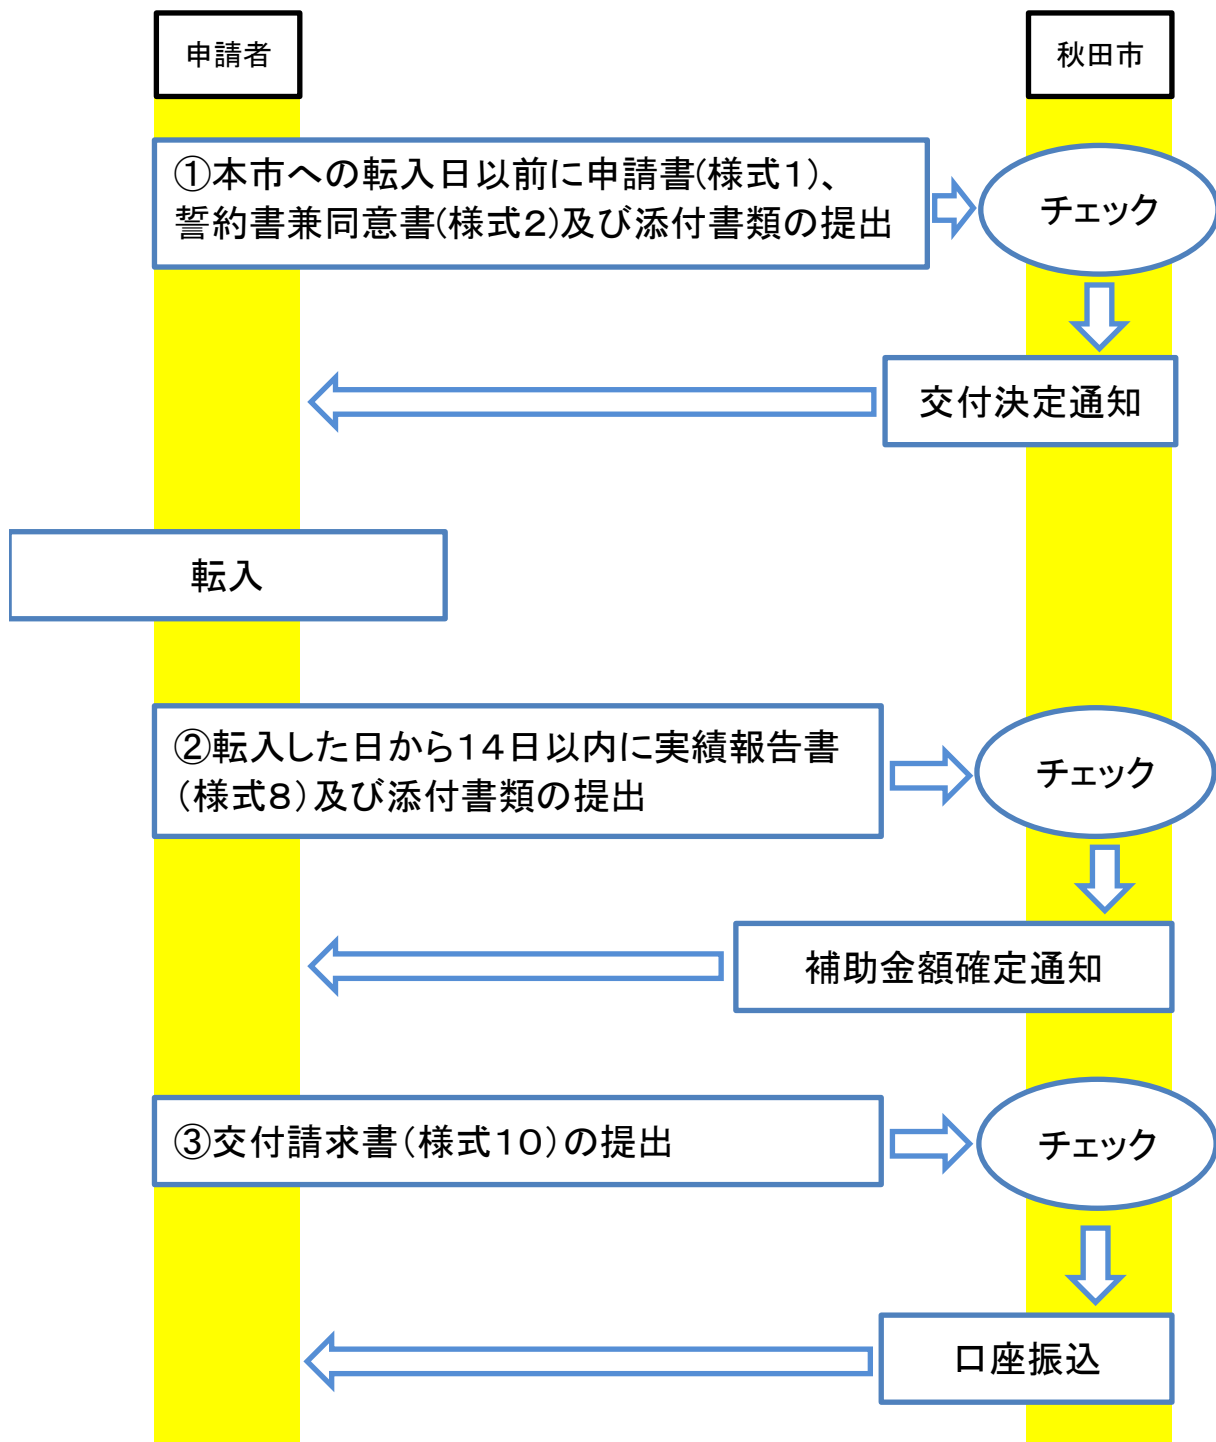 申請者
秋田市
①本市への転入日以前に申請書(様式１)、
誓約書兼同意書(様式２)及び添付書類の提出
チェック
交付決定通知
転入
②転入した日から１４日以内に実績報告書
（様式８）及び添付書類の提出
チェック
補助金額確定通知
③交付請求書（様式１０）の提出
チェック
口座振込